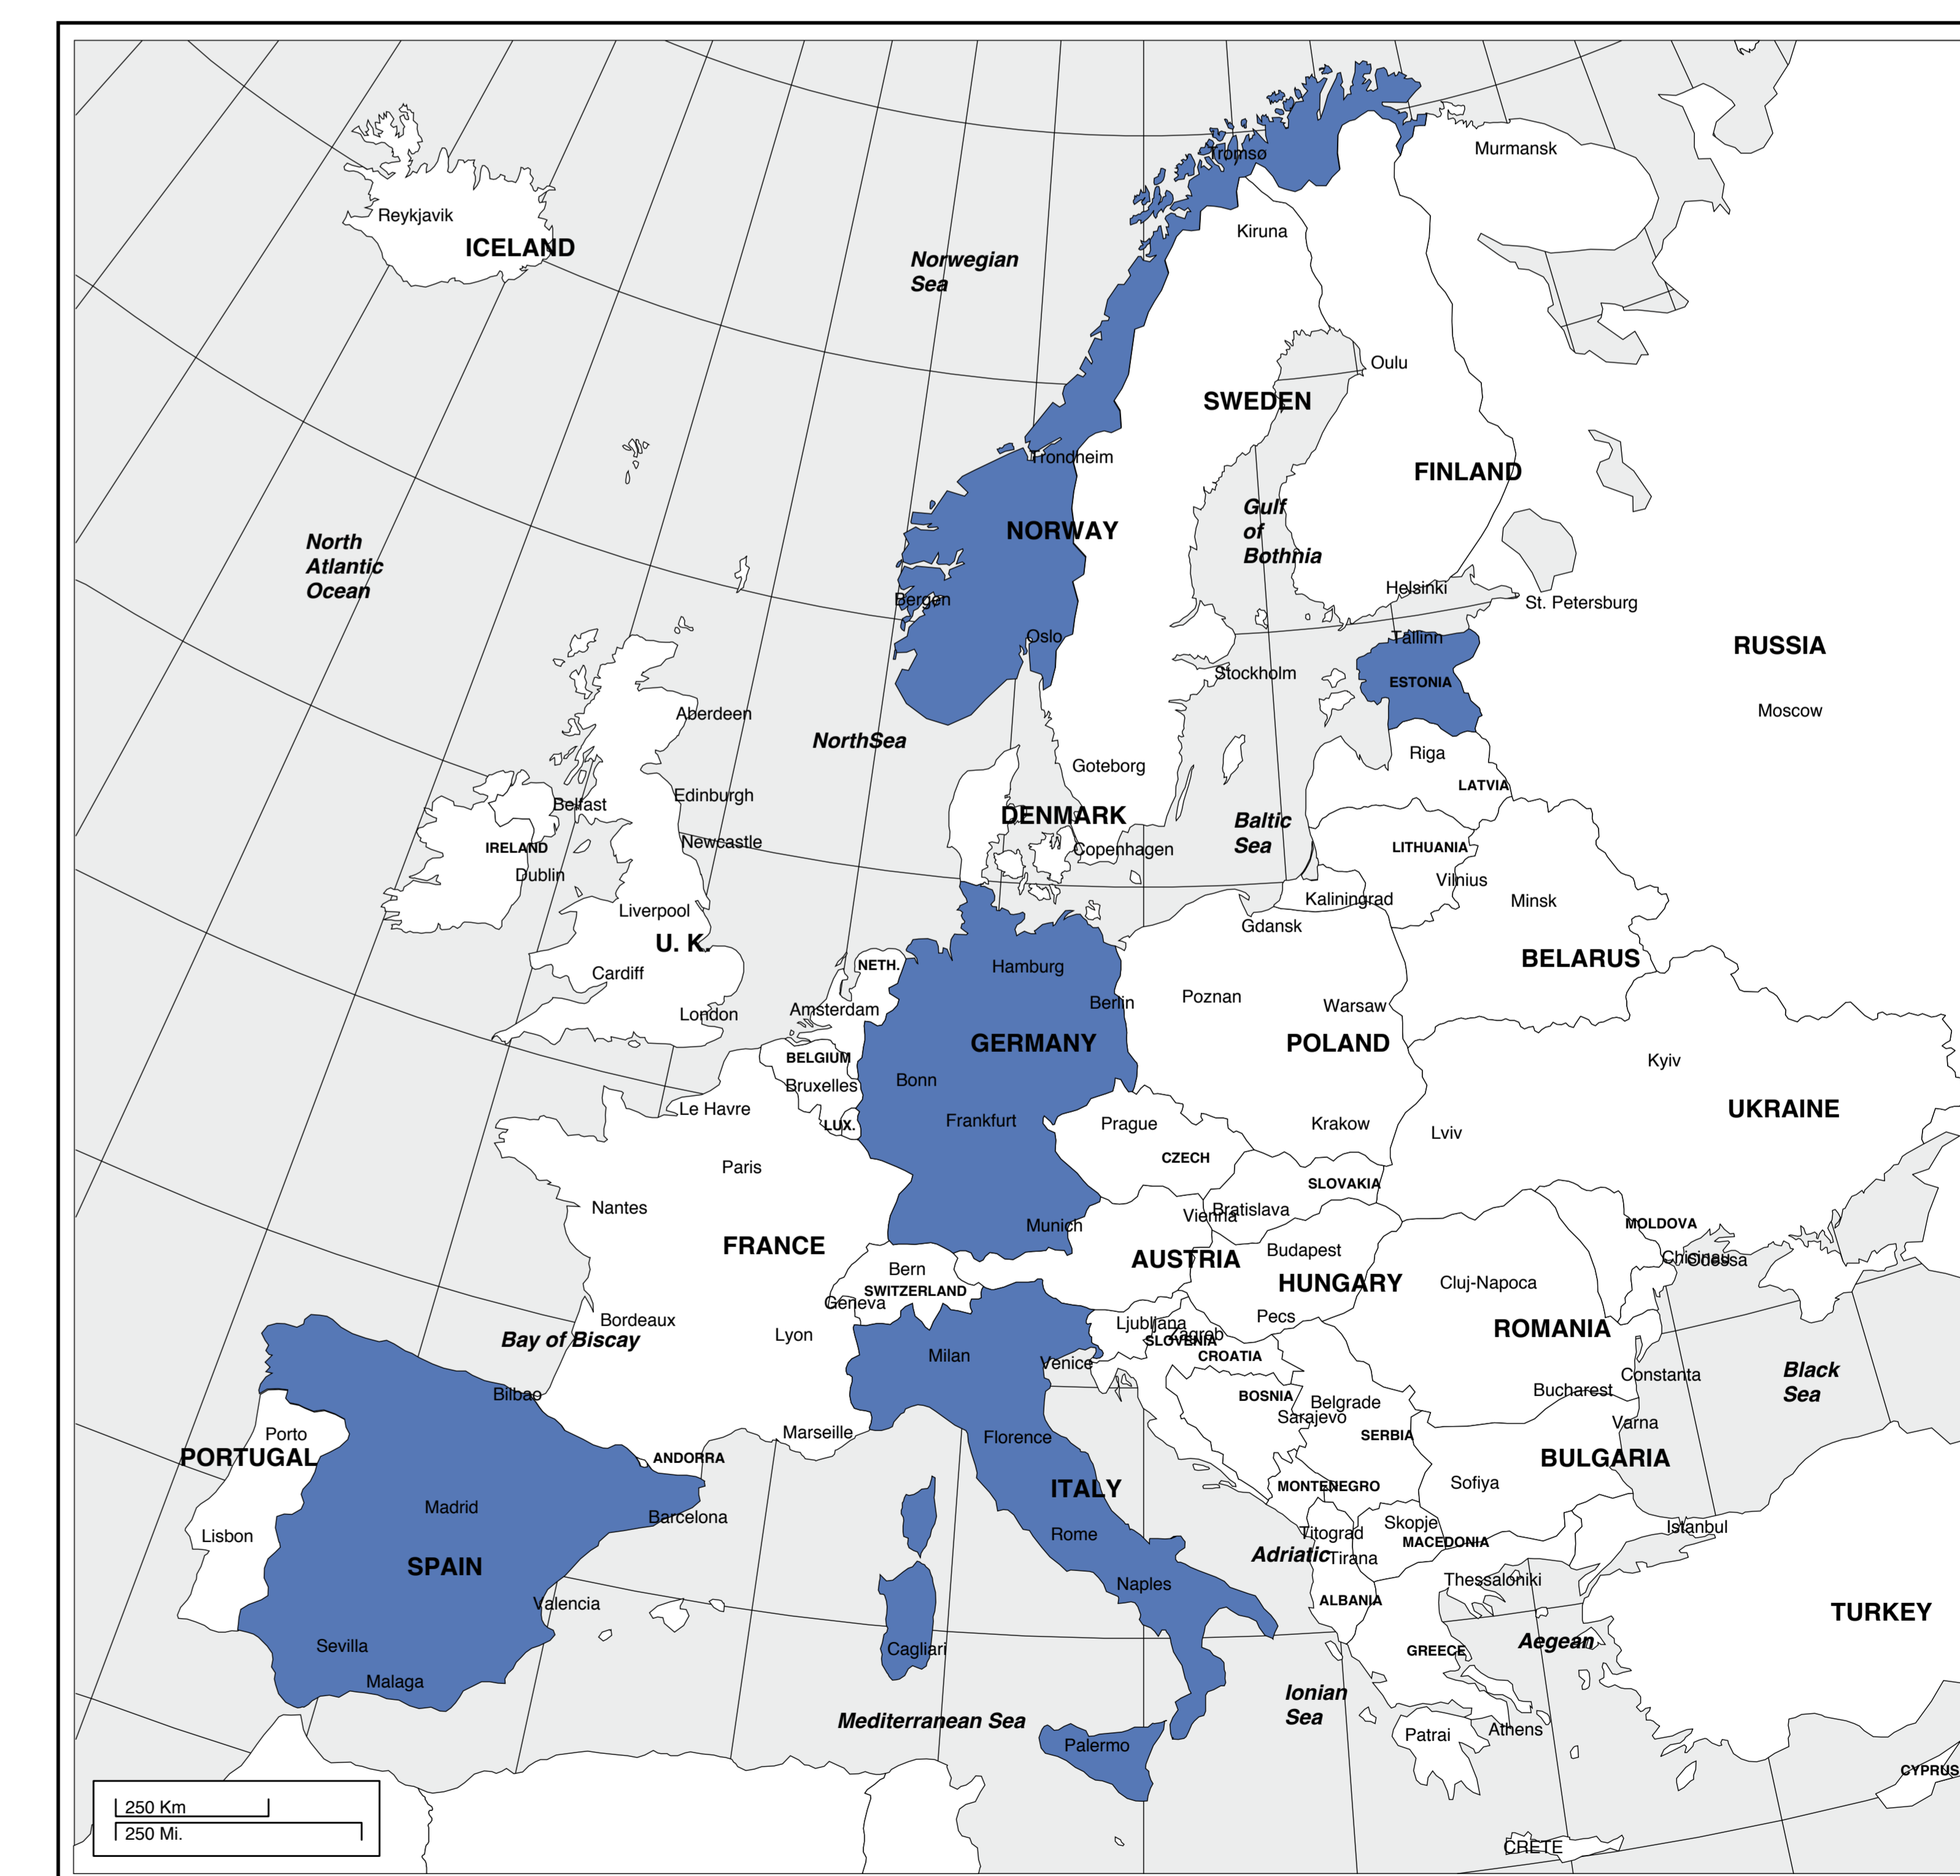 Murmansk
Tromsø
Reykjavik
ICELAND
Kiruna
Norwegian
Sea
Oulu
SWEDEN
Trondheim
FINLAND
Gulf
of
Bothnia
NORWAY
North
Atlantic
Ocean
Helsinki
Bergen
St. Petersburg
Oslo
Tallinn
RUSSIA
Stockholm
ESTONIA
Moscow
Aberdeen
NorthSea
Riga
Goteborg
LATVIA
Edinburgh
Belfast
DENMARK
Baltic
Sea
Newcastle
IRELAND
Copenhagen
LITHUANIA
Dublin
Vilnius
Kaliningrad
Minsk
Liverpool
Gdansk
U. K.
BELARUS
NETH.
Hamburg
Cardiff
Poznan
Berlin
Warsaw
Amsterdam
London
GERMANY
POLAND
BELGIUM
Kyiv
Bonn
Bruxelles
Le Havre
UKRAINE
Frankfurt
Prague
Krakow
LUX.
Lviv
CZECH
Paris
SLOVAKIA
Nantes
Bratislava
Vienna
Munich
MOLDOVA
FRANCE
Budapest
AUSTRIA
Chisinau
Odessa
Bern
HUNGARY
Cluj-Napoca
SWITZERLAND
Geneva
Pecs
Bordeaux
Ljubljana
ROMANIA
Lyon
Zagreb
Bay of Biscay
SLOVENIA
Milan
CROATIA
Venice
Black
Sea
Constanta
Bucharest
Bilbao
BOSNIA
Belgrade
Sarajevo
Varna
Porto
Marseille
Florence
SERBIA
PORTUGAL
ANDORRA
BULGARIA
Sofiya
MONTENEGRO
ITALY
Madrid
Barcelona
Skopje
Istanbul
Lisbon
Rome
Titograd
MACEDONIA
Adriatic
Tirana
SPAIN
Thessaloniki
Naples
Valencia
ALBANIA
TURKEY
Sevilla
Cagliari
Aegean
GREECE
Malaga
Ionian
Sea
Mediterranean Sea
Athens
Patrai
Palermo
CYPRUS
250 Km
250 Mi.
CRETE